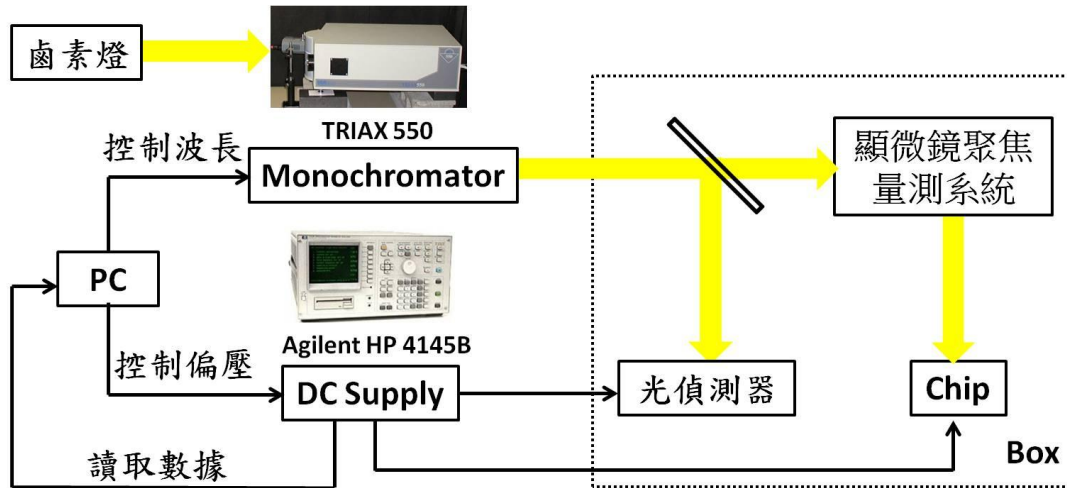 鹵素燈
TRIAX 550
控制波長
Monochromator
顯微鏡聚焦
量測系統
PC
Agilent HP 4145B
控制偏壓
DC Supply
光偵測器
Chip
讀取數據
Box